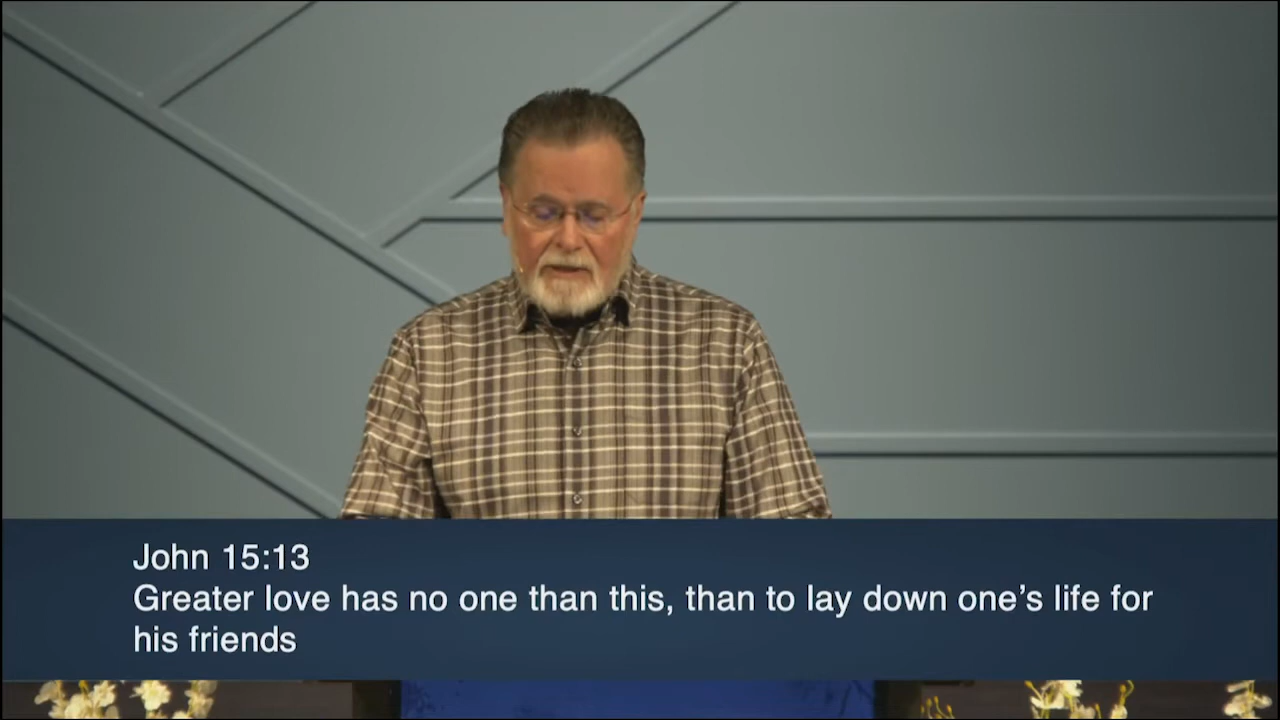 John 15:13
Greater love has no one than this, than to lay down one’s life for
his friends